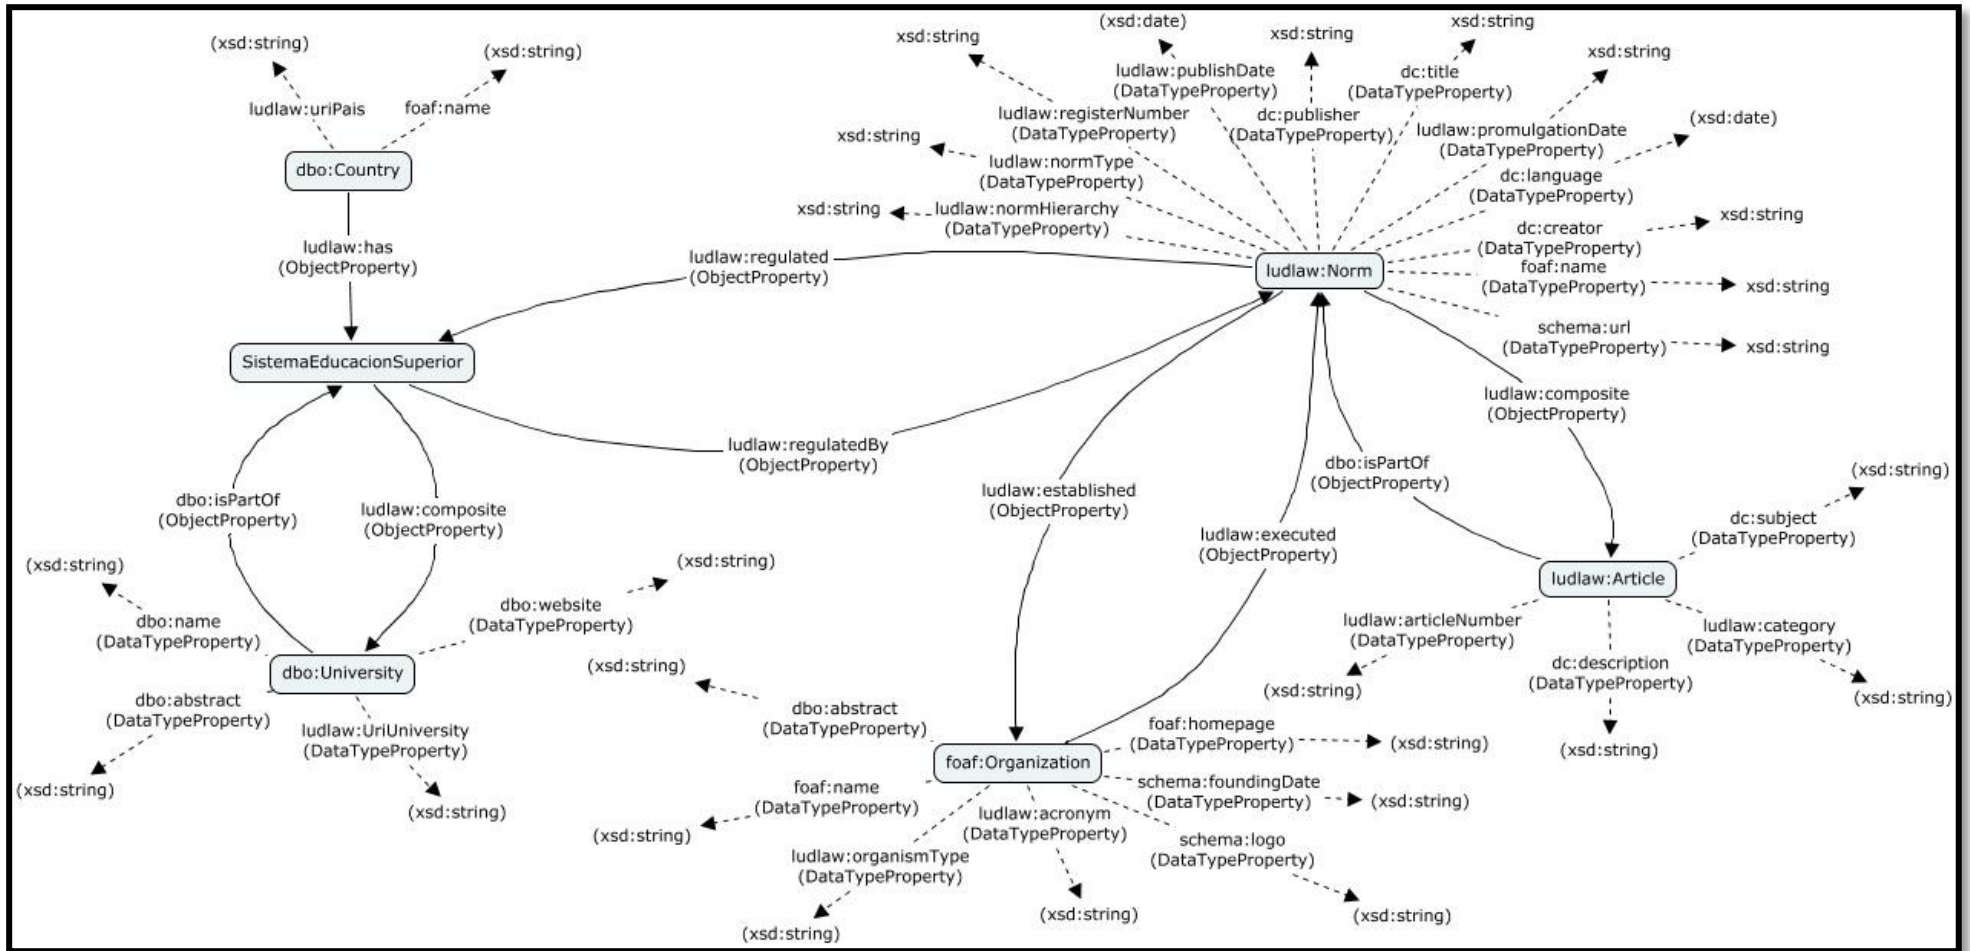 (xsd:string)
(xsd:string)
ludlaw:uriPais
foaf:name
dbo:Country
ludlaw:has
(ObjectProperty)
SistemaEducacionSuperior
dbo:isPartOf
(ObjectProperty)
ludlaw:composite
(ObjectProperty)
(xsd:string)
dbo:name
(DataTypeProperty)
dbo:website
(DataTypeProperty)
(xsd:string)
dbo:University
dbo:abstract
(DataTypeProperty)
(xsd:string)
ludlaw:UriUniversity
(DataTypeProperty)
(xsd:string)
ludlaw:regulated
(ObjectProperty)
ludlaw:regulatedBy
(ObjectProperty)
xsd:string
(xsd:date)
xsd:string
xsd:string
xsd:string
ludlaw:publishDate
(DataTypeProperty)
dc:title
(DataTypeProperty)
ludlaw:registerNumber
(DataTypeProperty)
dc:publisher
(DataTypeProperty)
ludlaw:promulgationDate
(DataTypeProperty)
(xsd:date)
xsd:string
ludlaw:normType
(DataTypeProperty)
dc:language
(DataTypeProperty)
xsd:string
ludlaw:normHierarchy
(DataTypeProperty)
dc:creator
(DataTypeProperty)
xsd:string
ludlaw:Norm
foaf:name
(DataTypeProperty)
xsd:string
schema:url
(DataTypeProperty)
xsd:string
ludlaw:composite
(ObjectProperty)
dbo:isPartOf
(ObjectProperty)
ludlaw:established
(ObjectProperty)
ludlaw:executed
(ObjectProperty)
(xsd:string)
dc:subject
(DataTypeProperty)
ludlaw:Article
ludlaw:articleNumber
(DataTypeProperty)
(xsd:string)
dc:description
(DataTypeProperty)
(xsd:string)
ludlaw:category
(DataTypeProperty)
(xsd:string)
(xsd:string)
dbo:abstract
(DataTypeProperty)
foaf:homepage
(DataTypeProperty)
(xsd:string)
foaf:Organization
foaf:name
(DataTypeProperty)
(xsd:string)
schema:foundingDate
(DataTypeProperty)
(xsd:string)
ludlaw:acronym
(DataTypeProperty)
(xsd:string)
schema:logo
(DataTypeProperty)
(xsd:string)
ludlaw:organismType
(DataTypeProperty)
(xsd:string)